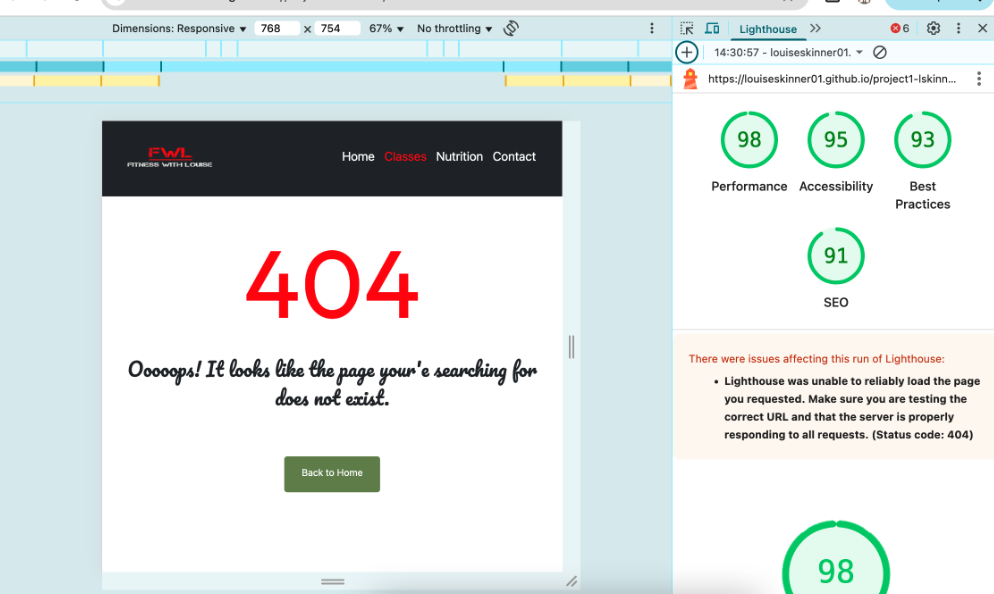 Dimensions: Responsive ▼ 768 x 754 67% ▼ No throttling ▼
Lighthouse 6
14:30:57 - louiseskinner01.
https://louiseskinner01.github.io/project1-lskinn...
FWL
FITNESS WITH LOUISE
Home Classes Nutrition Contact
404
Ooooops! It looks like the page your'e searching for
does not exist.
Back to Home
98 95 93
Performance Accessibility Best
Practices
91
SEO
There were issues affecting this run of Lighthouse:
• Lighthouse was unable to reliably load the page
you requested. Make sure you are testing the
correct URL and that the server is properly
responding to all requests. (Status code: 404)
98